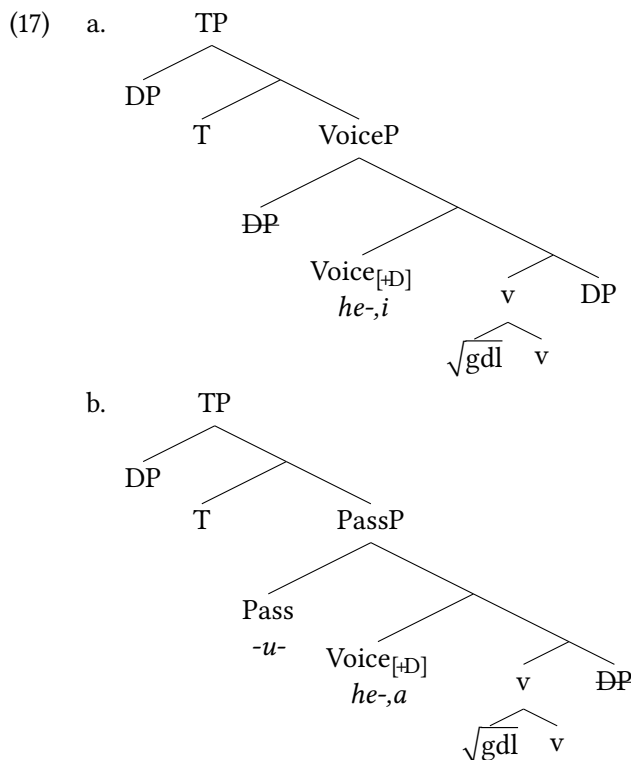 (17) a. TP
DP
T VoiceP
DP
Voice[+D] v DP
he-,i
√gdl v
b. TP
DP
T PassP
Pass
-u- Voice[+D] v DP
he-,a
√gdl v